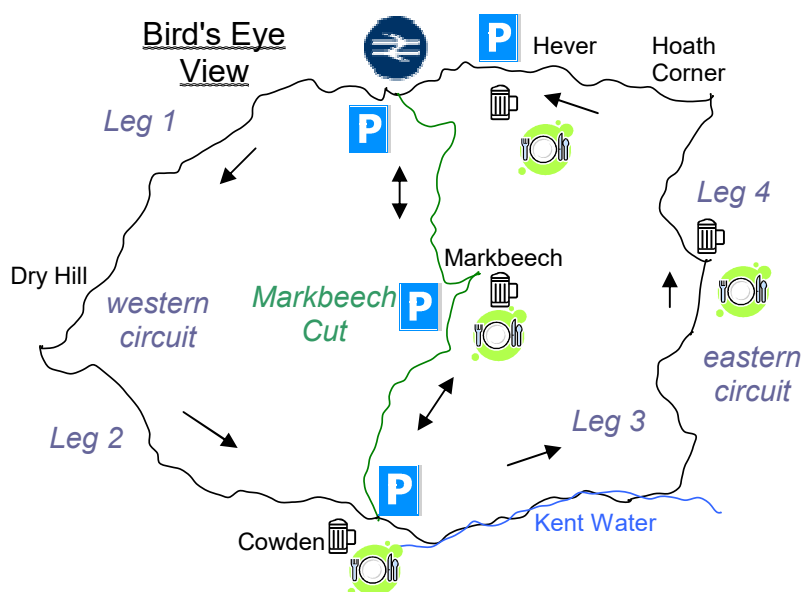 Bird's Eye
View
P
Hever
Hoath
Corner
Leg 1
P
Leg 4
Dry Hill
Markbeech
western
circuit
Markbeech
Cut
P
eastern
circuit
Leg 2
Leg 3
P
Kent Water
Cowden